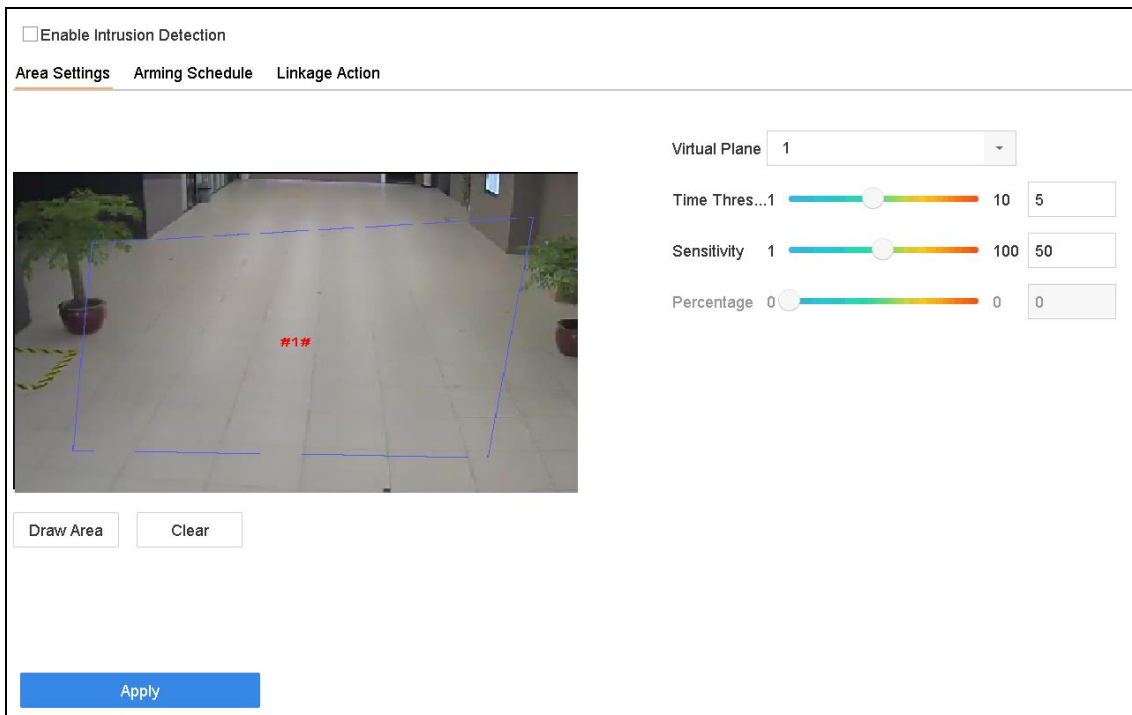 Enable Intrusion Detection
Area Settings Arming Schedule Linkage Action
Virtual Plane 1
Time Thres...1 10 5
Sensitivity 1 100 50
Percentage 0 0 0
#1#
Draw Area Clear
Apply